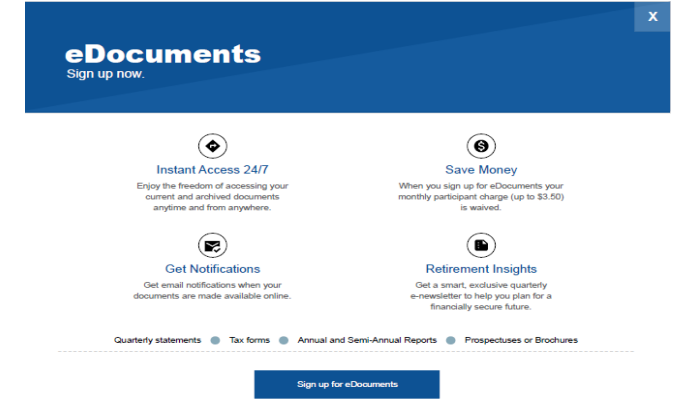 X
eDocuments
Sign up now.
Instant Access 24/7
Enjoy the freedom of accessing your
current and archived documents
anytime and from anywhere.
Save Money
When you sign up for eDocuments your
monthly participant charge (up to $3.50)
is waived.
Get Notifications
Get email notifications when your
documents are made available online.
Retirement Insights
Get a smart, exclusive quarterly
e-newsletter to help you plan for a
financially secure future.
Quarterly statements Tax forms Annual and Semi-Annual Reports Prospectuses or Brochures
Sign up for eDocuments